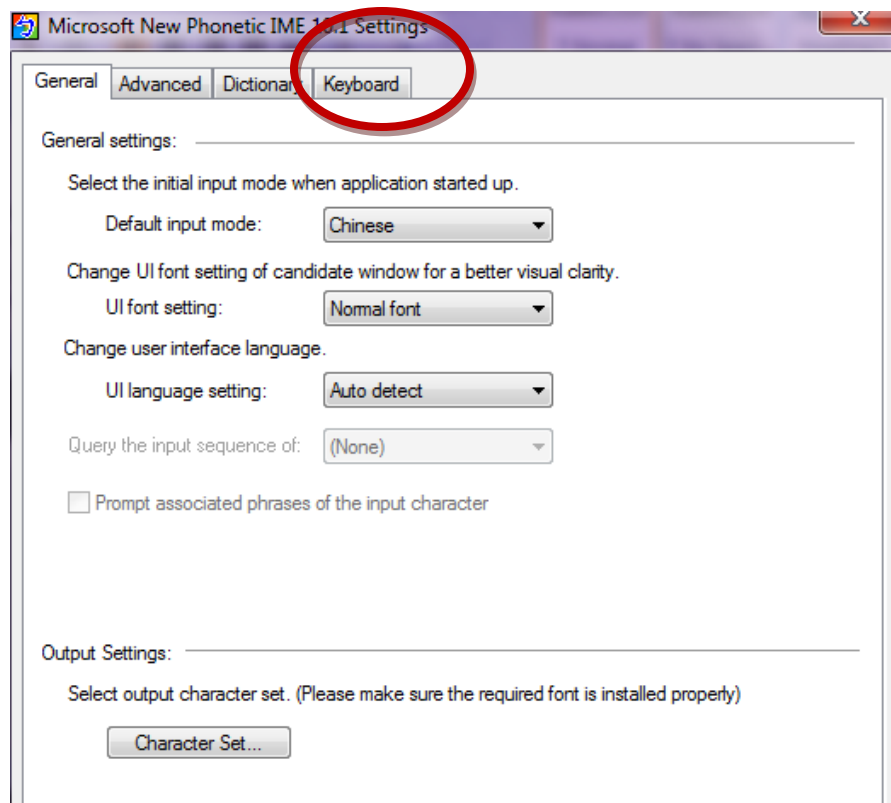 Microsoft New Phonetic IME 10.1 Settings
General Advanced Dictionary Keyboard
General settings:
Select the initial input mode when application started up.
Default input mode: Chinese
Change UI font setting of candidate window for a better visual clarity.
UI font setting: Normal font
Change user interface language.
UI language setting: Auto detect
Query the input sequence of: (None)
Prompt associated phrases of the input character
Output Settings:
Select output character set. (Please make sure the required font is installed properly)
Character Set...